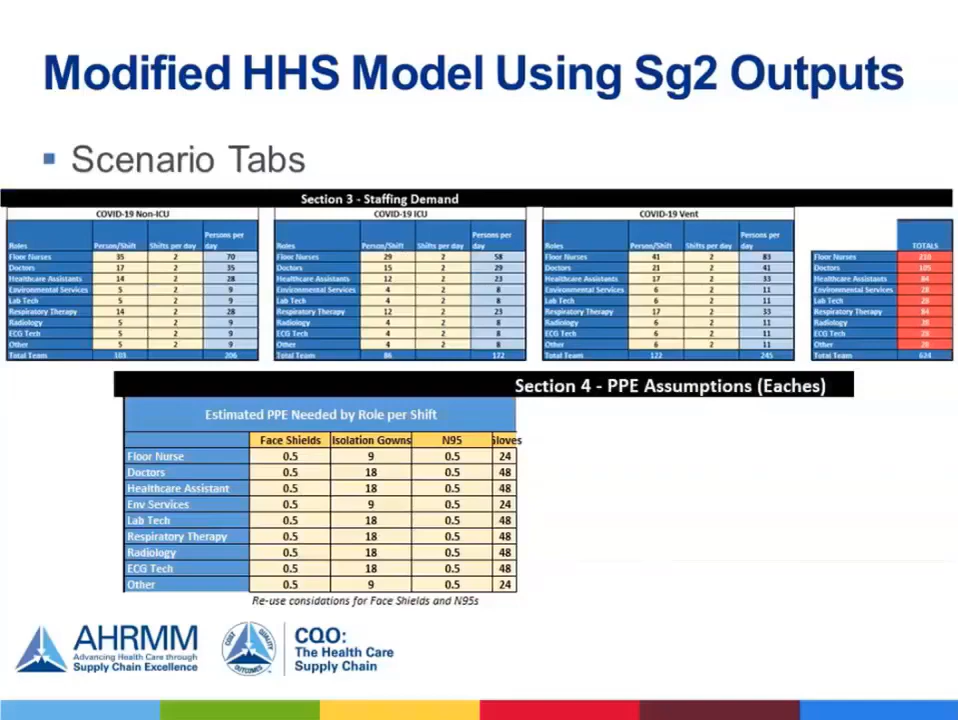 Modified HHS Model Using Sg2 Outputs
Scenario Tabs
Section 3 - Staffing Demand
COVID-19 Non-ICU
Roles Person/Shift Shifts per day Persons per day
Floor Nurses 35 2 70
Doctors 17 2 35
Healthcare Assistants 14 2 28
Environmental Services 5 2 9
Lab Tech 5 2 9
Respiratory Therapy 14 2 28
Radiology 5 2 9
ECG Tech 5 2 9
Other 5 2 9
Total Team 103 206
COVID-19 ICU
Roles Person/Shift Shifts per day Persons per day
Floor Nurses 29 2 58
Doctors 15 2 29
Healthcare Assistants 12 2 23
Environmental Services 4 2 8
Lab Tech 4 2 8
Respiratory Therapy 12 2 23
Radiology 4 2 8
ECG Tech 4 2 8
Other 4 2 8
Total Team 86 172
COVID-19 Vent
Roles Person/Shift Shifts per day Persons per day
Floor Nurses 41 2 83
Doctors 21 2 41
Healthcare Assistants 17 2 33
Environmental Services 6 2 11
Lab Tech 6 2 11
Respiratory Therapy 17 2 33
Radiology 6 2 11
ECG Tech 6 2 11
Other 6 2 11
Total Team 122 245
TOTALS
Floor Nurses
Doctors 105
Healthcare Assistants 84
Environmental Services 28
Lab Tech 28
Respiratory Therapy 84
Radiology 28
ECG Tech 28
Other 28
Total Team 624
Section 4 - PPE Assumptions (Eaches)
Estimated PPE Needed by Role per Shift
Face Shields Isolation Gowns N95 Gloves
Floor Nurse 0.5 9 0.5 24
Doctors 0.5 18 0.5 48
Healthcare Assistant 0.5 18 0.5 48
Env Services 0.5 9 0.5 24
Lab Tech 0.5 18 0.5 48
Respiratory Therapy 0.5 18 0.5 48
Radiology 0.5 18 0.5 48
ECG Tech 0.5 18 0.5 48
Other 0.5 9 0.5 24
Re-use considations for Face Shields and N95s
AHRMM
Advancing Health Care through
Supply Chain Excellence
COST QUALITY OUTCOMES
CQO:
The Health Care
Supply Chain